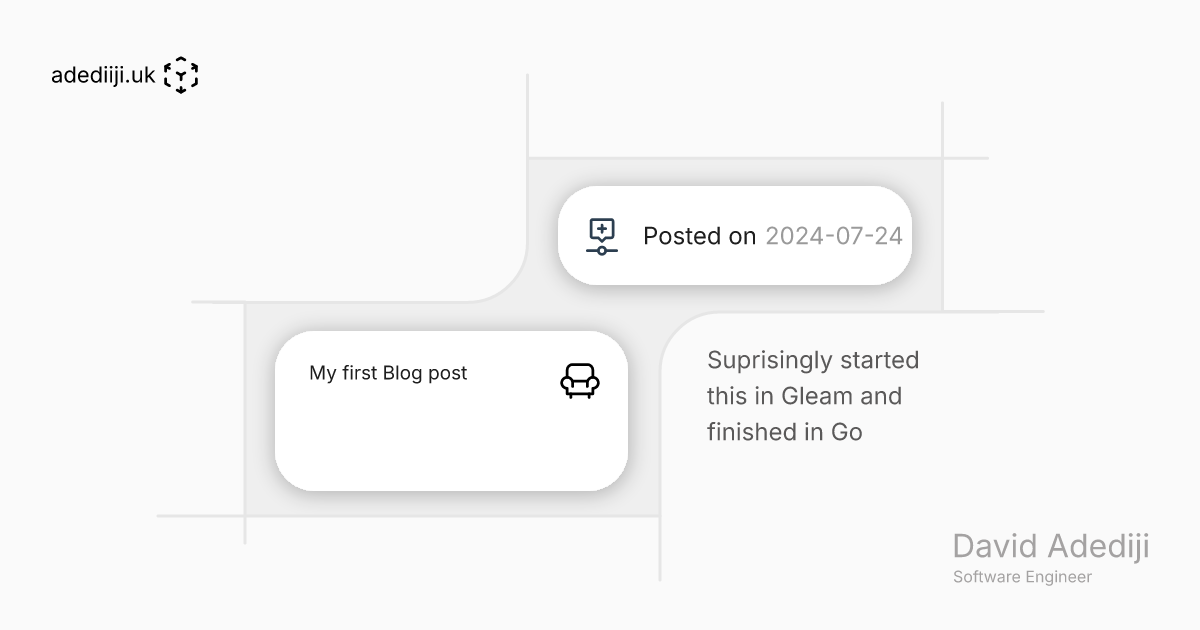 adediiji.uk
Posted on 2024-07-24
My first Blog post
Suprisingly started
this in Gleam and
finished in Go
David Adediji
Software Engineer